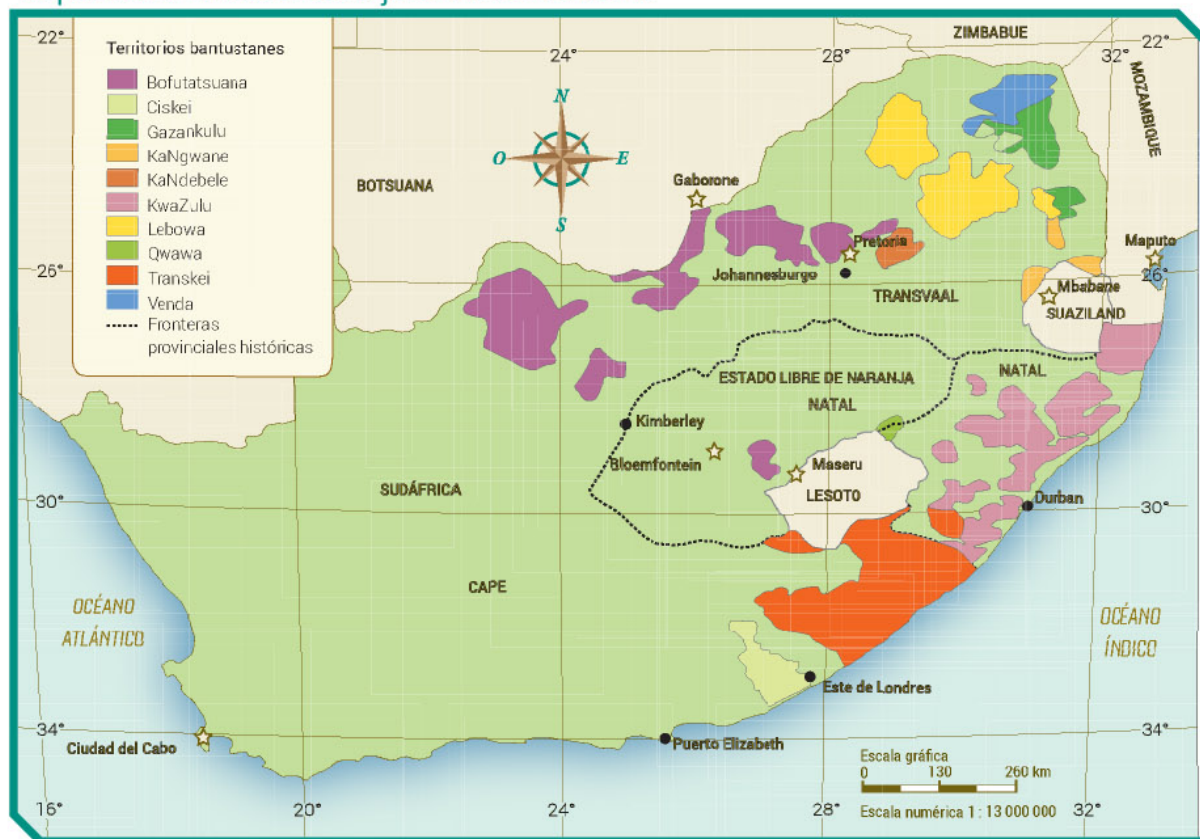 22°
24°
28°
32°
22°
ZIMBABUE
MOZAMBIQUE
Territorios bantustanes
Bofutatsuana
Ciskei
Gazankulu
KaNgwane
KaNdebele
KwaZulu
Lebowa
Qwawa
Transkei
Venda
Fronteras
provinciales históricas
N
O
E
S
BOTSUANA
Gaborone
Pretoria
Johannesburgo
Maputo
26°
26°
Mbabane
SUAZILAND
TRANSVAAL
ESTADO LIBRE DE NARANJA
NATAL
NATAL
Kimberley
Bloemfontein
Maseru
LESOTO
Durban
SUDÁFRICA
30°
30°
CAPE
OCÉANO
ATLÁNTICO
OCÉANO
ÍNDICO
Este de Londres
34°
34°
Ciudad del Cabo
Puerto Elizabeth
Escala gráfica
0 130 260 km
Escala numérica 1 : 13 000 000
16°
20°
24°
28°
32°